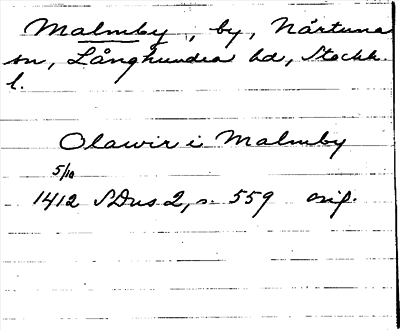 Malmby, by, Närtuna
sn, Långhundra hd, Stockh.
l.
Olawir i Malmby
5/10
1412 SDns 2, s. 559 orig.